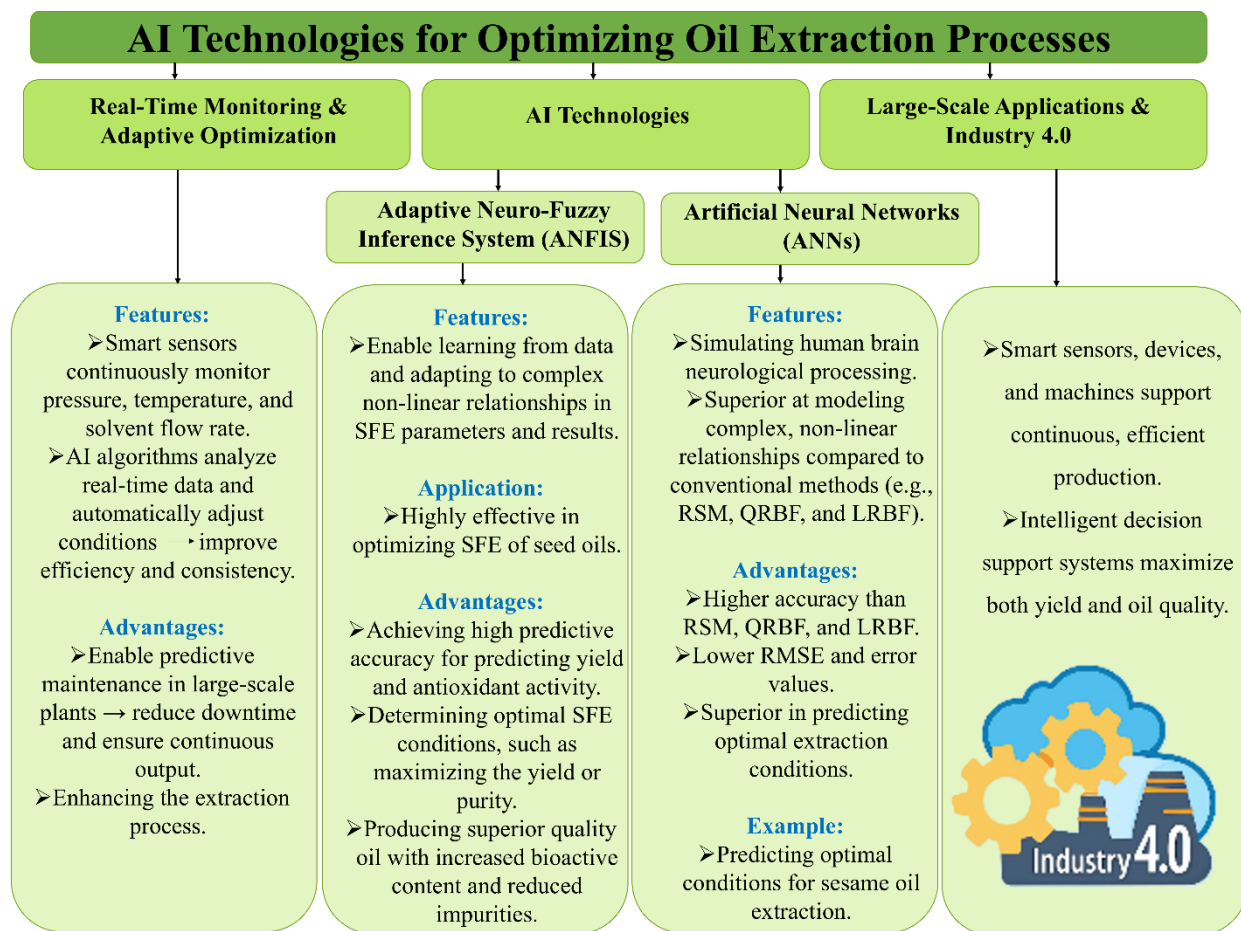 AI Technologies for Optimizing Oil Extraction Processes
Real-Time Monitoring &
Adaptive Optimization
AI Technologies
Large-Scale Applications &
Industry 4.0
Adaptive Neuro-Fuzzy
Inference System (ANFIS)
Artificial Neural Networks
(ANNs)
Features:
➢Smart sensors
continuously monitor
pressure, temperature, and
solvent flow rate.
➢AI algorithms analyze
real-time data and
automatically adjust
conditions → improve
efficiency and consistency.
Advantages:
➢Enable predictive
maintenance in large-scale
plants → reduce downtime
and ensure continuous
output.
➢Enhancing the extraction
process.
Features:
➢Enable learning from data
and adapting to complex
non-linear relationships in
SFE parameters and results.
Application:
➢Highly effective in
optimizing SFE of seed oils.
Advantages:
➢Achieving high predictive
accuracy for predicting yield
and antioxidant activity.
➢Determining optimal SFE
conditions, such as
maximizing the yield or
purity.
➢Producing superior quality
oil with increased bioactive
content and reduced
impurities.
Features:
➢Simulating human brain
neurological processing.
➢Superior at modeling
complex, non-linear
relationships compared to
conventional methods (e.g.,
RSM, QRBF, and LRBF).
Advantages:
➢Higher accuracy than
RSM, QRBF, and LRBF.
➢Lower RMSE and error
values.
➢Superior in predicting
optimal extraction
conditions.
Example:
➢Predicting optimal
conditions for sesame oil
extraction.
➢Smart sensors, devices,
and machines support
continuous, efficient
production.
➢Intelligent decision
support systems maximize
both yield and oil quality.
Industry 4.0